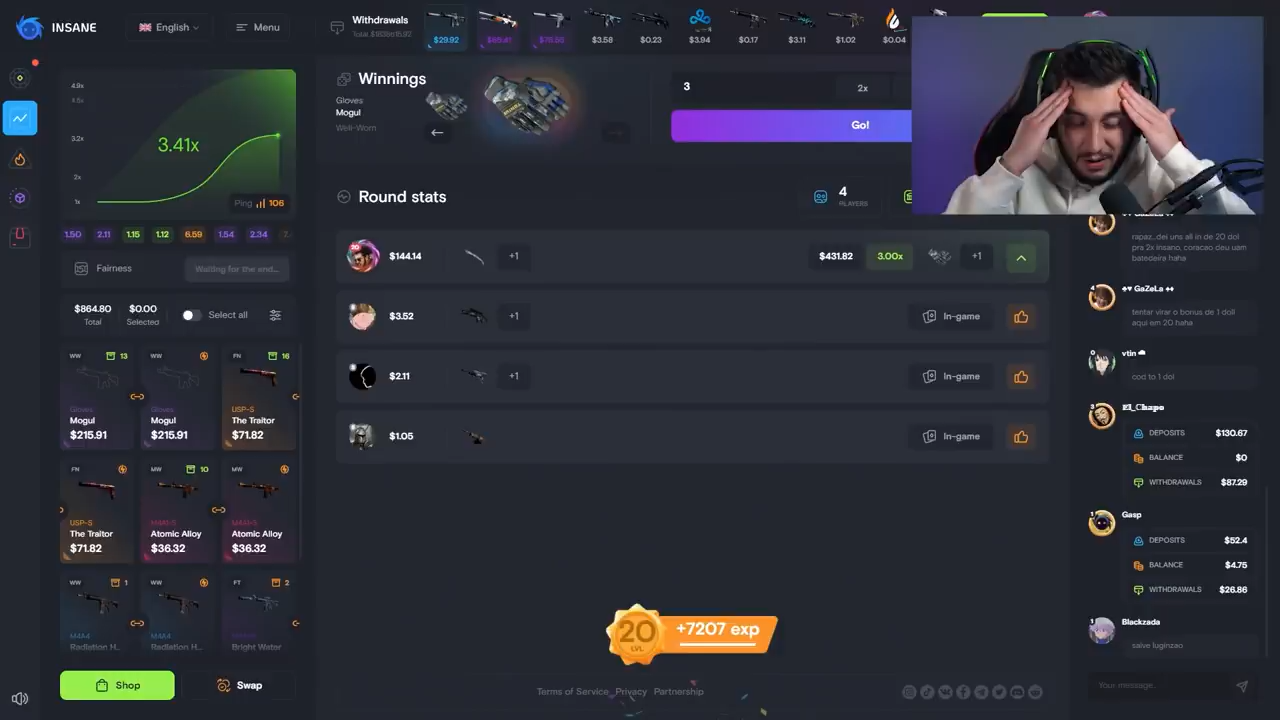 INSANE
English
Menu
Withdrawals
$29.92
$3.58
$0.23
$3.94
$0.17
$3.11
$1.02
$0.04
4.9x
4.5x
3.2x
2x
1x
3.41x
Ping 106
1.50 2.11 1.15 1.12 6.59 1.54 2.34
Fairness
Waiting for the end...
$864.80
Total
$0.00
Selected
Select all
WW 13
Gloves
Mogul
$215.91
WW
Gloves
Mogul
$215.91
FN 16
USP-S
The Traitor
$71.82
FN
USP-S
The Traitor
$71.82
MW 10
M4A1-S
Atomic Alloy
$36.32
MW
M4A1-S
Atomic Alloy
$36.32
WW 1
M4A4
Radiation H...
WW
M4A4
Radiation H...
FT 2
Bright Water
Shop
Swap
Winnings
Gloves
Mogul
Well-Worn
3
2x
Go!
Round stats
4
PLAYERS
20
$144.14 +1 $431.82 3.00x +1
$3.52 +1 In-game
$2.11 +1 In-game
$1.05 In-game
20
LVL
+7207 exp
Terms of Service Privacy Partnership
rapaz..dei uns all in de 20 dol
pra 2x insano, coracao deu uam
batedeira haha
♣♥ GaZeLa ♠♦
tentar virar o borius de 1 doll
aqui em 20 haha
vtin
cod to 1 dol
El_Chapo
DEPOSITS $130.67
BALANCE $0
WITHDRAWALS $87.29
Gasp
DEPOSITS $52.4
BALANCE $4.75
WITHDRAWALS $26.86
Blackzada
salve luginzao
Your message...